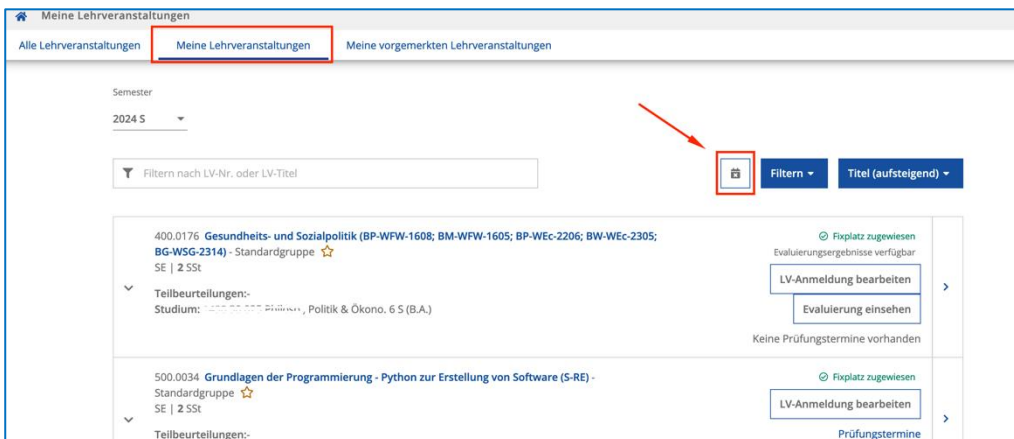 Meine Lehrveranstaltungen
Alle Lehrveranstaltungen Meine Lehrveranstaltungen Meine vorgemerkten Lehrveranstaltungen
Semester
2024 S
Filtern nach LV-Nr. oder LV-Titel
Filtern
Titel (aufsteigend)
400.0176 Gesundheits- und Sozialpolitik (BP-WFW-1608; BM-WFW-1605; BP-WEc-2206; BW-WEc-2305;
BG-WSG-2314) - Standardgruppe
SE | 2 SSt
Teilbeurteilungen:-
Studium: , Politik & Ökono. 6 S (B.A.)
Fixplatz zugewiesen
Evaluierungsergebnisse verfügbar
LV-Anmeldung bearbeiten
Evaluierung einsehen
Keine Prüfungstermine vorhanden
500.0034 Grundlagen der Programmierung - Python zur Erstellung von Software (S-RE) -
Standardgruppe
SE | 2 SSt
Teilbeurteilungen:-
Fixplatz zugewiesen
LV-Anmeldung bearbeiten
Prüfungstermine